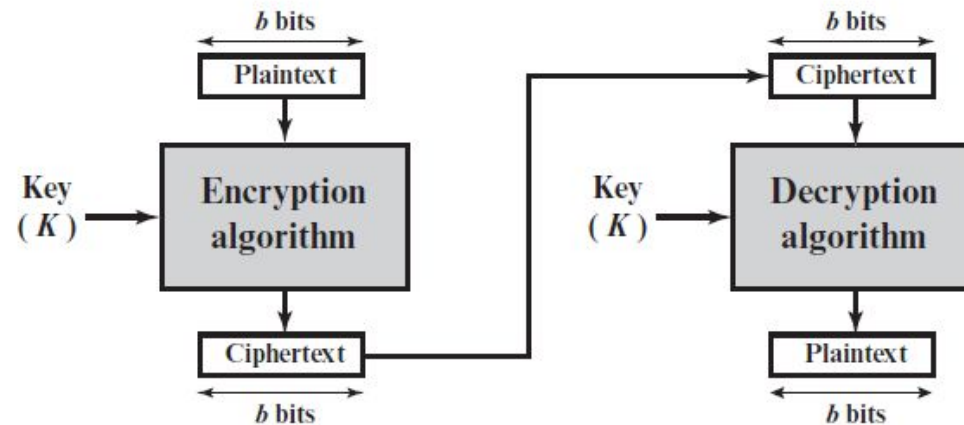 b bits
Plaintext
Key
( K )
Encryption
algorithm
Ciphertext
b bits
b bits
Ciphertext
Key
( K )
Decryption
algorithm
Plaintext
b bits